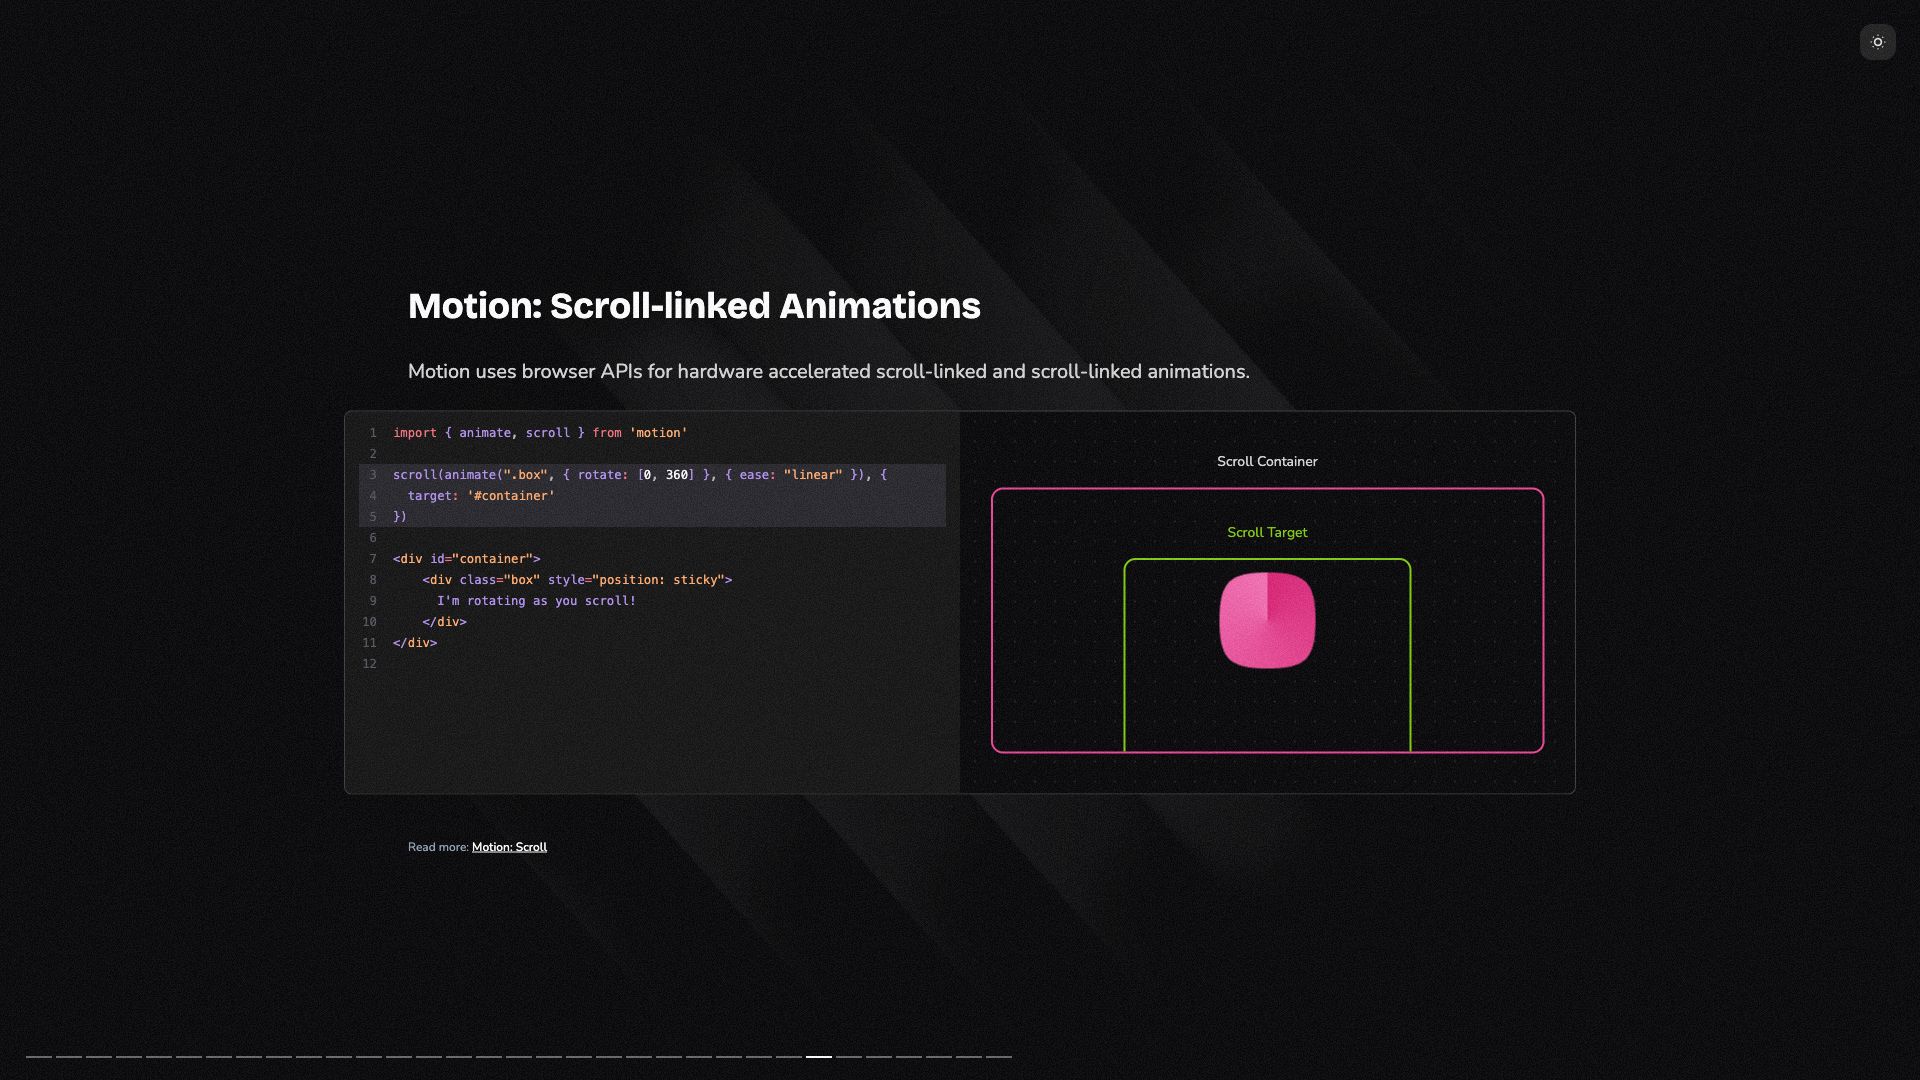 Motion: Scroll-linked Animations
Motion uses browser APIs for hardware accelerated scroll-linked and scroll-linked animations.
1 import { animate, scroll } from 'motion'
2
3 scroll(animate(".box", { rotate: [0, 360] }, { ease: "linear" }), {
4   target: '#container'
5 })
6
7 <div id="container">
8     <div class="box" style="position: sticky">
9       I'm rotating as you scroll!
10     </div>
11 </div>
12
Scroll Container
Scroll Target
Read more: Motion: Scroll